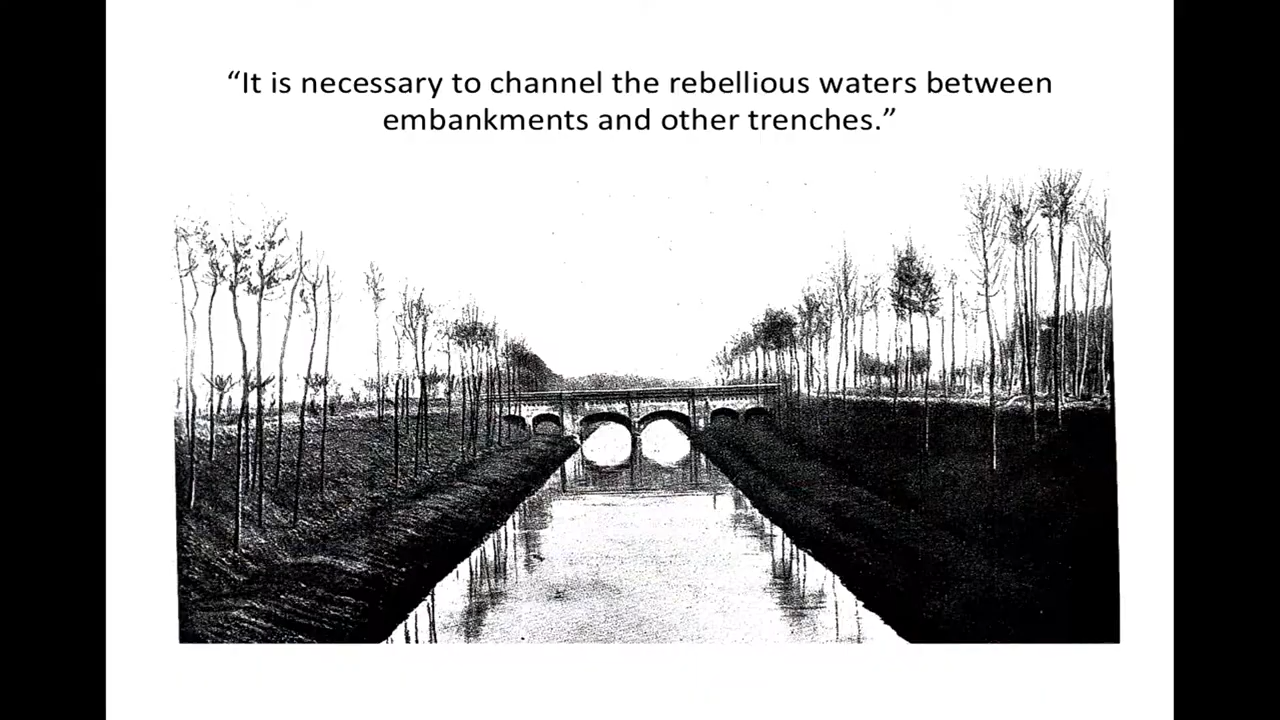 “It is necessary to channel the rebellious waters between
embankments and other trenches.”